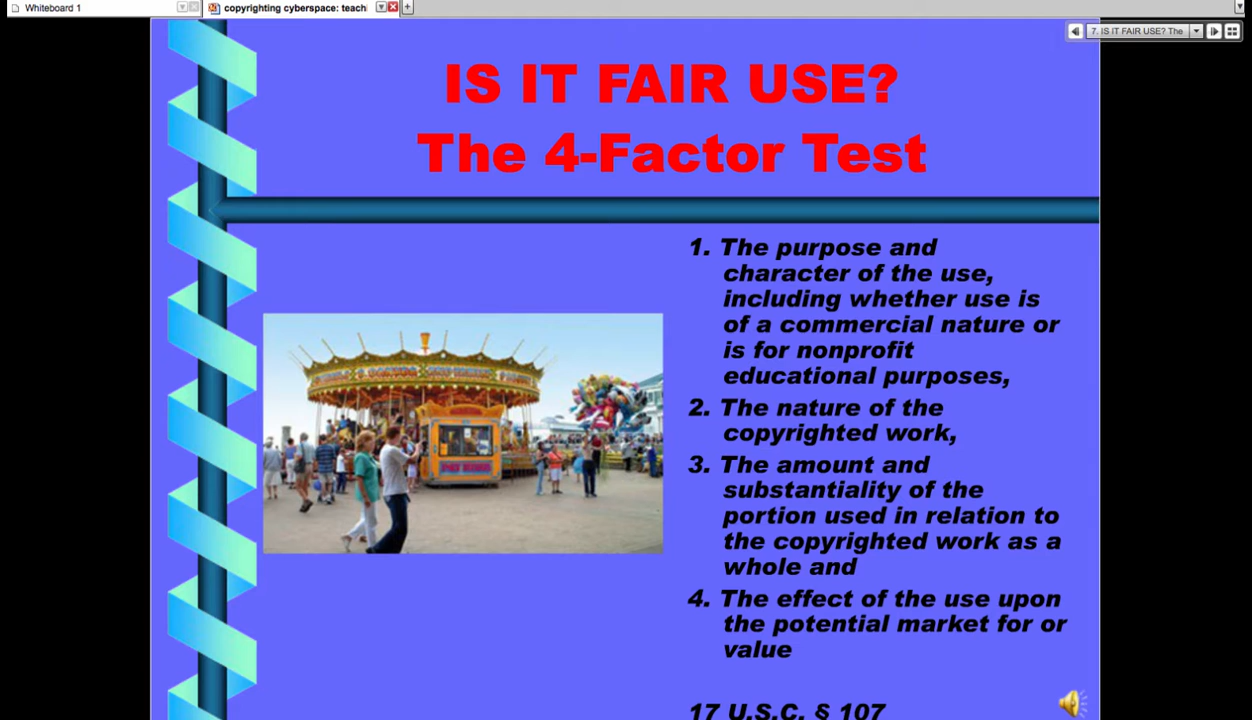 Whiteboard 1
copyrighting cyberspace: teachi
7. IS IT FAIR USE? The
IS IT FAIR USE?
The 4-Factor Test
1. The purpose and
character of the use,
including whether use is
of a commercial nature or
is for nonprofit
educational purposes,
2. The nature of the
copyrighted work,
3. The amount and
substantiality of the
portion used in relation to
the copyrighted work as a
whole and
4. The effect of the use upon
the potential market for or
value
17 U.S.C. § 107